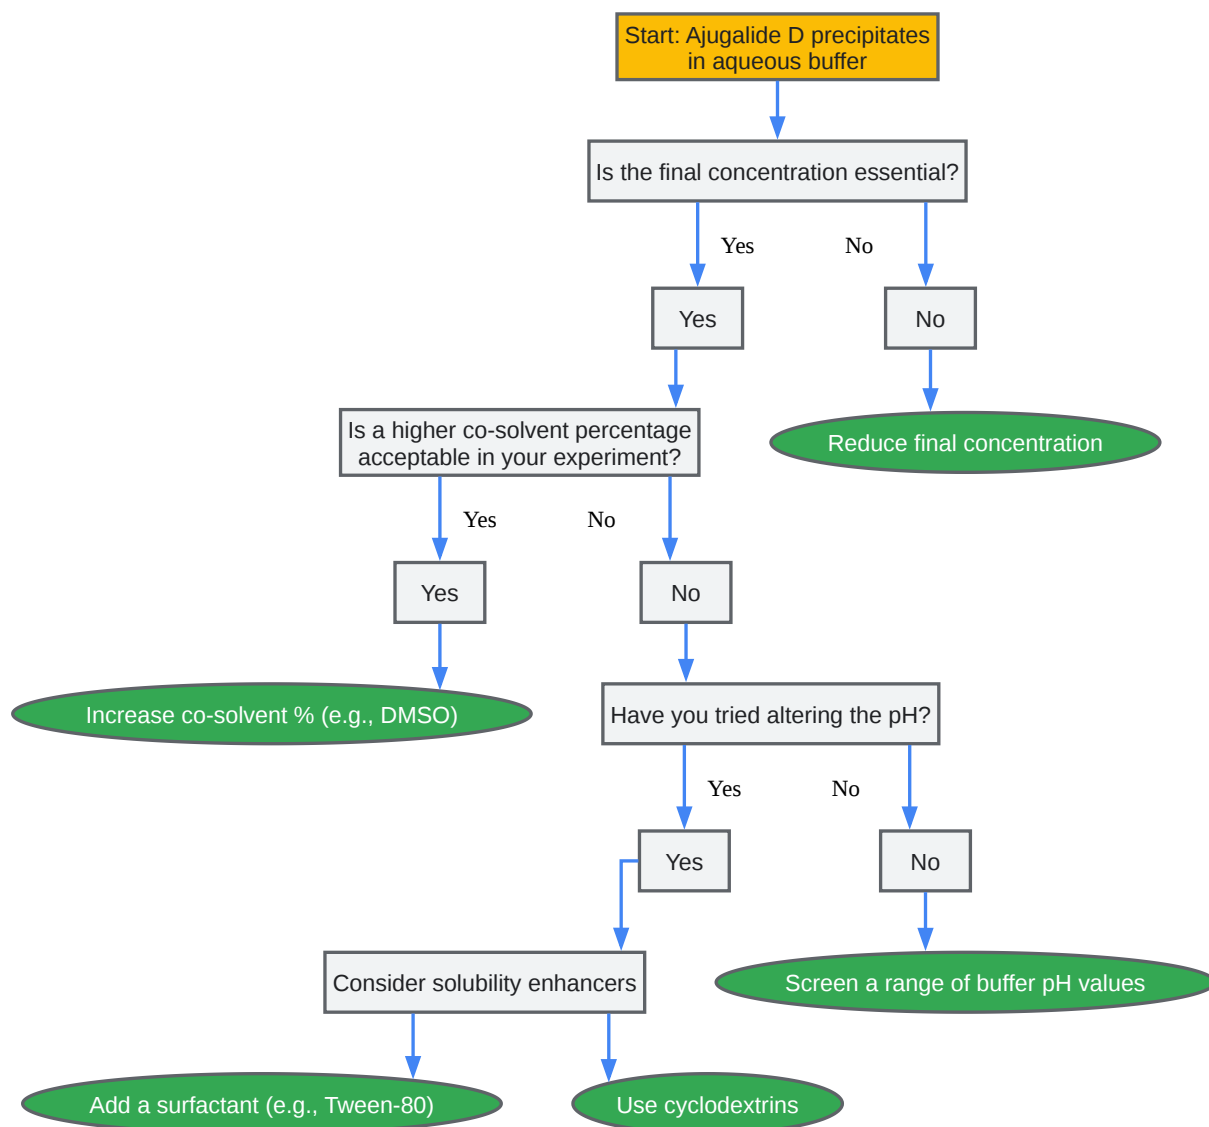 Start: Ajugalide D precipitates
in aqueous buffer
Is the final concentration essential?
Yes
No
Yes
No
Is a higher co-solvent percentage
acceptable in your experiment?
Reduce final concentration
Yes
No
Yes
No
Increase co-solvent % (e.g., DMSO)
Have you tried altering the pH?
Yes
No
Yes
No
Consider solubility enhancers
Screen a range of buffer pH values
Add a surfactant (e.g., Tween-80)
Use cyclodextrins